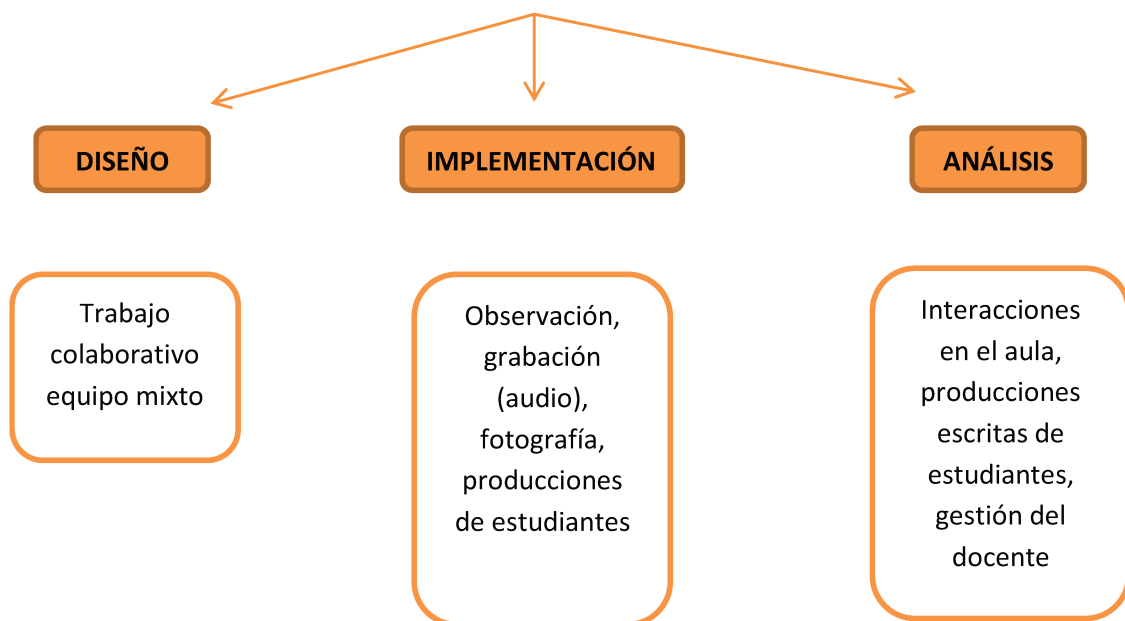 DISEÑO
IMPLEMENTACIÓN
ANÁLISIS
Trabajo
colaborativo
equipo mixto
Observación,
grabación
(audio),
fotografía,
producciones
de estudiantes
Interacciones
en el aula,
producciones
escritas de
estudiantes,
gestión del
docente